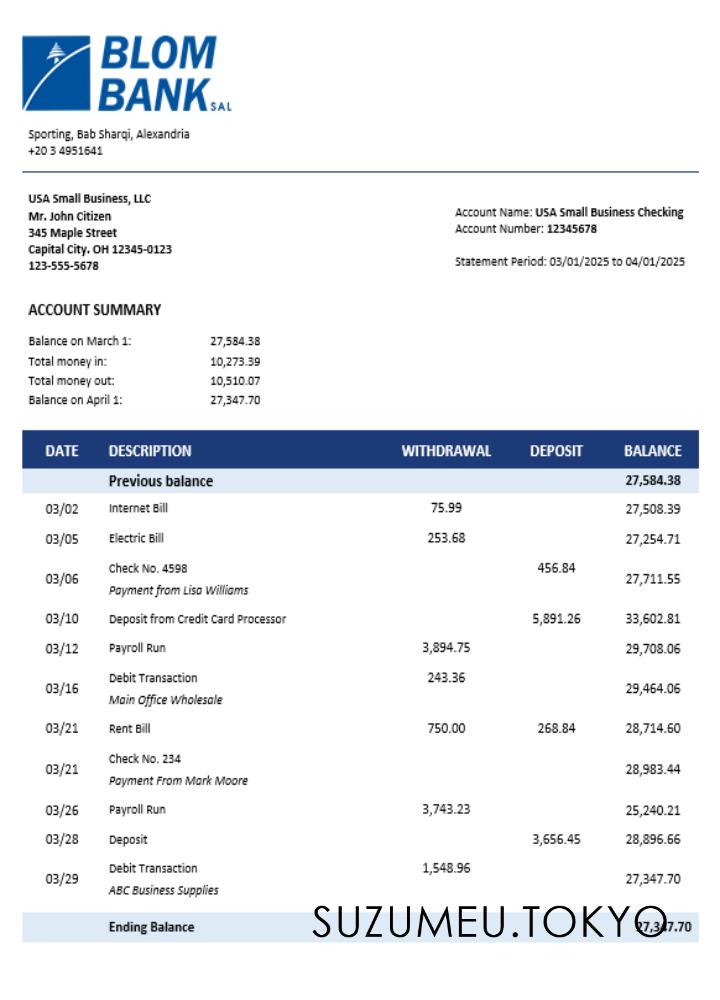 BLOM
BANK SAL
Sporting, Bab Sharqi, Alexandria
+20 3 4951641
USA Small Business, LLC
Mr. John Citizen
345 Maple Street
Capital City. OH 12345-0123
123-555-5678
Account Name: USA Small Business Checking
Account Number: 12345678
Statement Period: 03/01/2025 to 04/01/2025
ACCOUNT SUMMARY
Balance on March 1: 27,584.38
Total money in: 10,273.39
Total money out: 10,510.07
Balance on April 1: 27,347.70
DATE DESCRIPTION WITHDRAWAL DEPOSIT BALANCE
Previous balance 27,584.38
03/02 Internet Bill 75.99 27,508.39
03/05 Electric Bill 253.68 27,254.71
03/06 Check No. 4598 456.84 27,711.55
Payment from Lisa Williams
03/10 Deposit from Credit Card Processor 5,891.26 33,602.81
03/12 Payroll Run 3,894.75 29,708.06
03/16 Debit Transaction 243.36 29,464.06
Main Office Wholesale
03/21 Rent Bill 750.00 268.84 28,714.60
03/21 Check No. 234 28,983.44
Payment From Mark Moore
03/26 Payroll Run 3,743.23 25,240.21
03/28 Deposit 3,656.45 28,896.66
03/29 Debit Transaction 1,548.96 27,347.70
ABC Business Supplies
Ending Balance 27,347.70
SUZUMEU.TOKYO